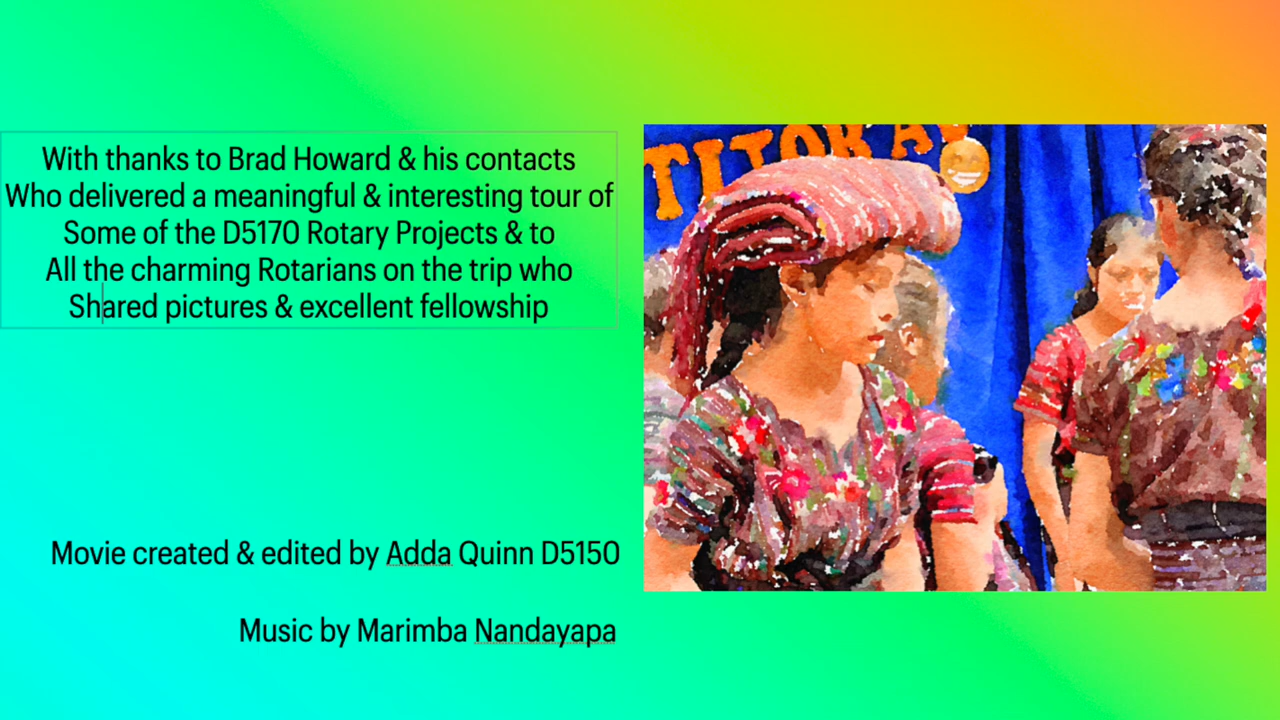 With thanks to Brad Howard & his contacts
Who delivered a meaningful & interesting tour of
Some of the D5170 Rotary Projects & to
All the charming Rotarians on the trip who
Shared pictures & excellent fellowship
Movie created & edited by Adda Quinn D5150
Music by Marimba Nandayapa